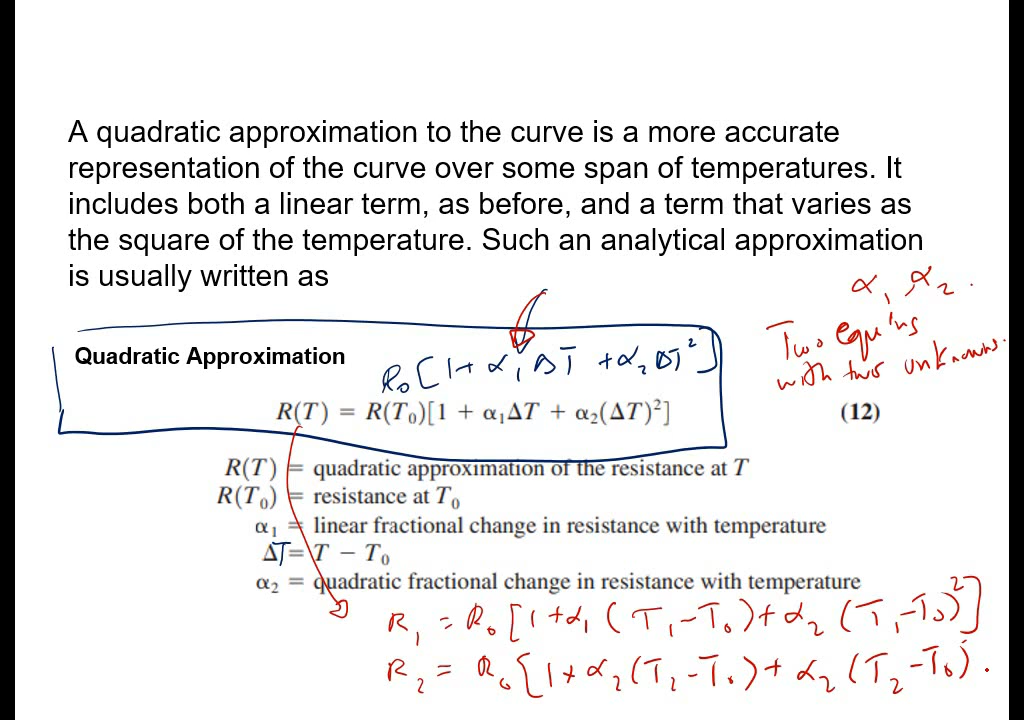 A quadratic approximation to the curve is a more accurate
representation of the curve over some span of temperatures. It
includes both a linear term, as before, and a term that varies as
the square of the temperature. Such an analytical approximation
is usually written as
α₁, α₂.
Two equ'ns
with two unknowns.
Quadratic Approximation
R₀[1+ α₁ΔT +α₂ΔT²]
R(T) = R(T₀)[1 + α₁ΔT + α₂(ΔT)²]
(12)
R(T) = quadratic approximation of the resistance at T
R(T₀) = resistance at T₀
α₁ = linear fractional change in resistance with temperature
ΔT= T − T₀
α₂ = quadratic fractional change in resistance with temperature
R₁ = R₀[1+α₁(T₁-T₀)+α₂(T₁-T₀)²]
R₂ = R₀[1+α₂(T₂-T₀)+α₂(T₂-T₀).